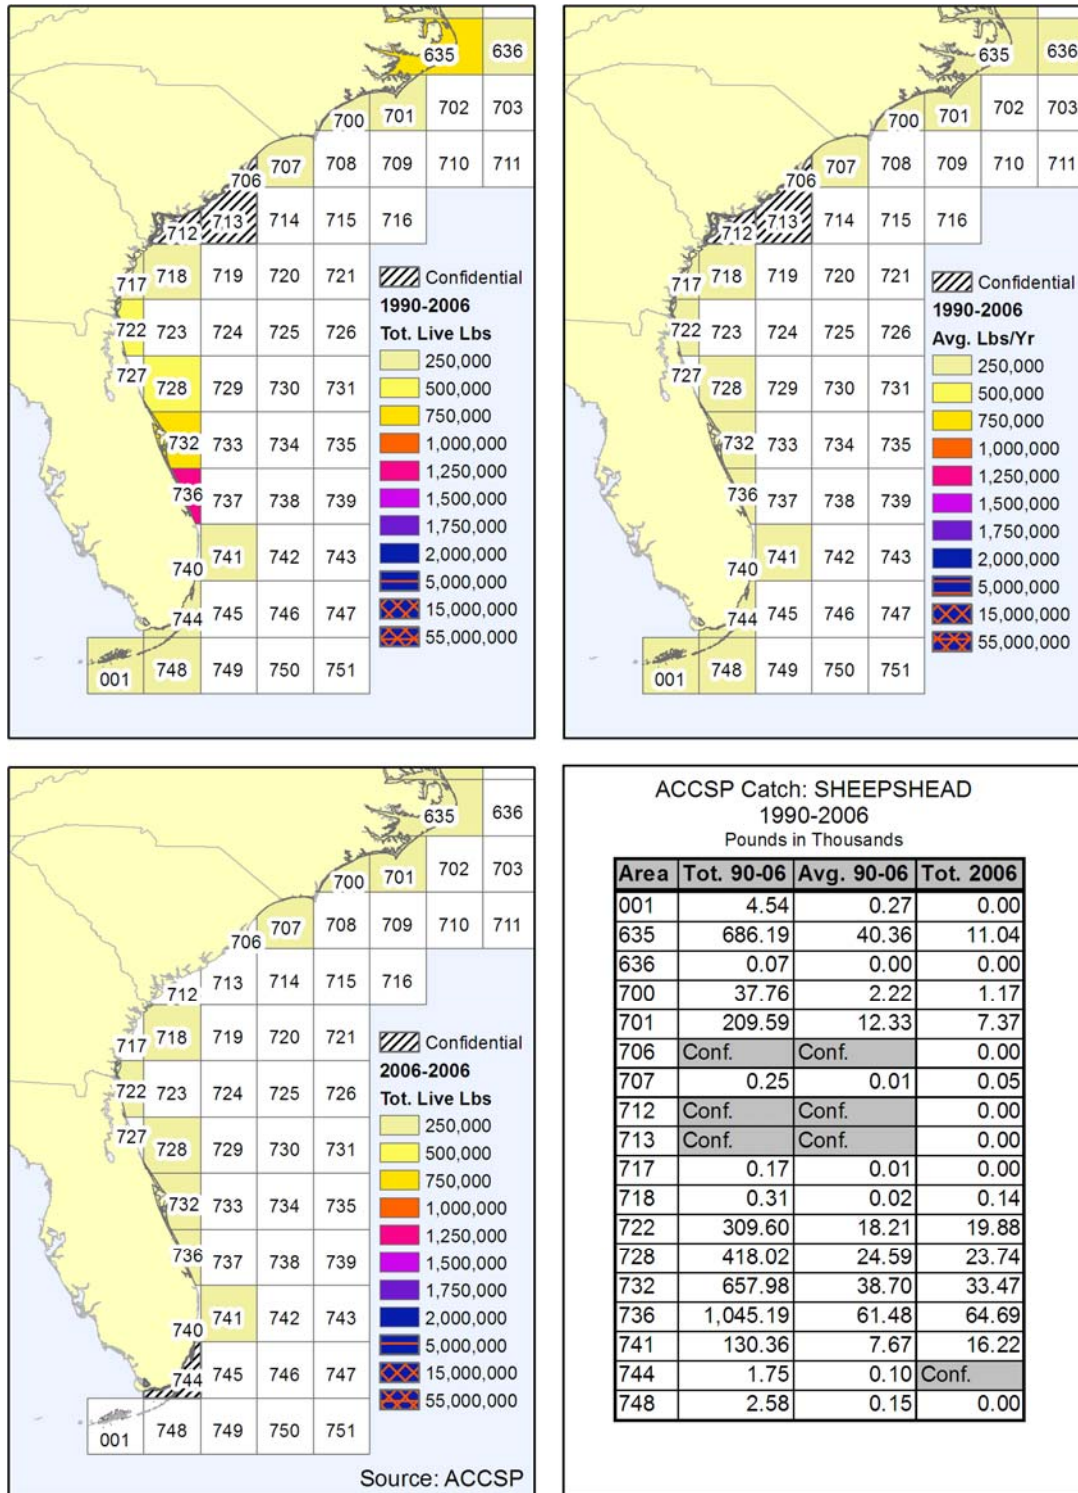 635 636
700 701 702 703
706 707 708 709 710 711
712 713 714 715 716
717 718 719 720 721
722 723 724 725 726
727 728 729 730 731
732 733 734 735
736 737 738 739
740 741 742 743
744 745 746 747
001 748 749 750 751
Confidential
1990-2006
Tot. Live Lbs
250,000
500,000
750,000
1,000,000
1,250,000
1,500,000
1,750,000
2,000,000
5,000,000
15,000,000
55,000,000
635 636
700 701 702 703
706 707 708 709 710 711
712 713 714 715 716
717 718 719 720 721
722 723 724 725 726
727 728 729 730 731
732 733 734 735
736 737 738 739
740 741 742 743
744 745 746 747
001 748 749 750 751
Confidential
1990-2006
Avg. Lbs/Yr
250,000
500,000
750,000
1,000,000
1,250,000
1,500,000
1,750,000
2,000,000
5,000,000
15,000,000
55,000,000
635 636
700 701 702 703
706 707 708 709 710 711
712 713 714 715 716
717 718 719 720 721
722 723 724 725 726
727 728 729 730 731
732 733 734 735
736 737 738 739
740 741 742 743
744 745 746 747
001 748 749 750 751
Confidential
2006-2006
Tot. Live Lbs
250,000
500,000
750,000
1,000,000
1,250,000
1,500,000
1,750,000
2,000,000
5,000,000
15,000,000
55,000,000
Source: ACCSP
ACCSP Catch: SHEEPSHEAD
1990-2006
Pounds in Thousands
Area Tot. 90-06 Avg. 90-06 Tot. 2006
001 4.54 0.27 0.00
635 686.19 40.36 11.04
636 0.07 0.00 0.00
700 37.76 2.22 1.17
701 209.59 12.33 7.37
706 Conf. Conf. 0.00
707 0.25 0.01 0.05
712 Conf. Conf. 0.00
713 Conf. Conf. 0.00
717 0.17 0.01 0.00
718 0.31 0.02 0.14
722 309.60 18.21 19.88
728 418.02 24.59 23.74
732 657.98 38.70 33.47
736 1,045.19 61.48 64.69
741 130.36 7.67 16.22
744 1.75 0.10 Conf.
748 2.58 0.15 0.00